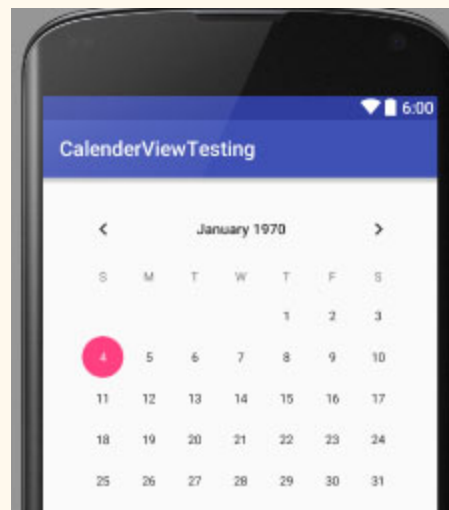 6:00
CalenderViewTesting
January 1970
S M T W T F S
1 2 3
4 5 6 7 8 9 10
11 12 13 14 15 16 17
18 19 20 21 22 23 24
25 26 27 28 29 30 31